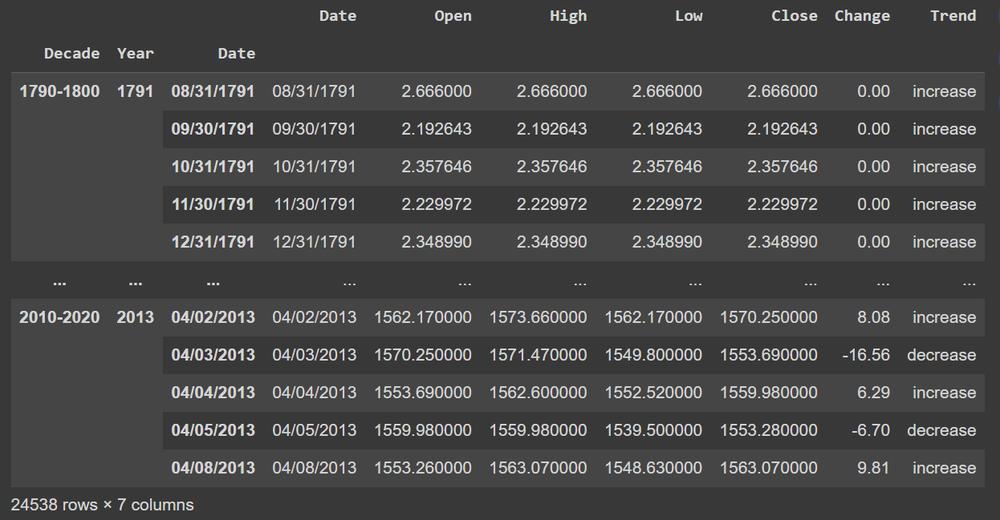 Date Open High Low Close Change Trend
Decade Year Date
1790-1800 1791 08/31/1791 08/31/1791 2.666000 2.666000 2.666000 2.666000 0.00 increase
09/30/1791 09/30/1791 2.192643 2.192643 2.192643 2.192643 0.00 increase
10/31/1791 10/31/1791 2.357646 2.357646 2.357646 2.357646 0.00 increase
11/30/1791 11/30/1791 2.229972 2.229972 2.229972 2.229972 0.00 increase
12/31/1791 12/31/1791 2.348990 2.348990 2.348990 2.348990 0.00 increase
... ... ... ... ... ... ... ... ... ...
2010-2020 2013 04/02/2013 04/02/2013 1562.170000 1573.660000 1562.170000 1570.250000 8.08 increase
04/03/2013 04/03/2013 1570.250000 1571.470000 1549.800000 1553.690000 -16.56 decrease
04/04/2013 04/04/2013 1553.690000 1562.600000 1552.520000 1559.980000 6.29 increase
04/05/2013 04/05/2013 1559.980000 1559.980000 1539.500000 1553.280000 -6.70 decrease
04/08/2013 04/08/2013 1553.260000 1563.070000 1548.630000 1563.070000 9.81 increase
24538 rows × 7 columns